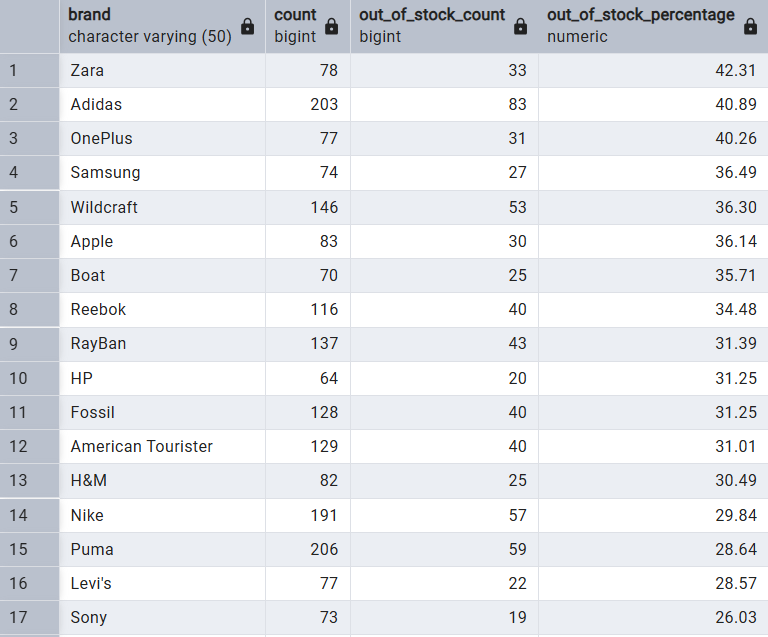 brand count out_of_stock_count out_of_stock_percentage
character varying (50) bigint bigint numeric
1 Zara 78 33 42.31
2 Adidas 203 83 40.89
3 OnePlus 77 31 40.26
4 Samsung 74 27 36.49
5 Wildcraft 146 53 36.30
6 Apple 83 30 36.14
7 Boat 70 25 35.71
8 Reebok 116 40 34.48
9 RayBan 137 43 31.39
10 HP 64 20 31.25
11 Fossil 128 40 31.25
12 American Tourister 129 40 31.01
13 H&M 82 25 30.49
14 Nike 191 57 29.84
15 Puma 206 59 28.64
16 Levi's 77 22 28.57
17 Sony 73 19 26.03